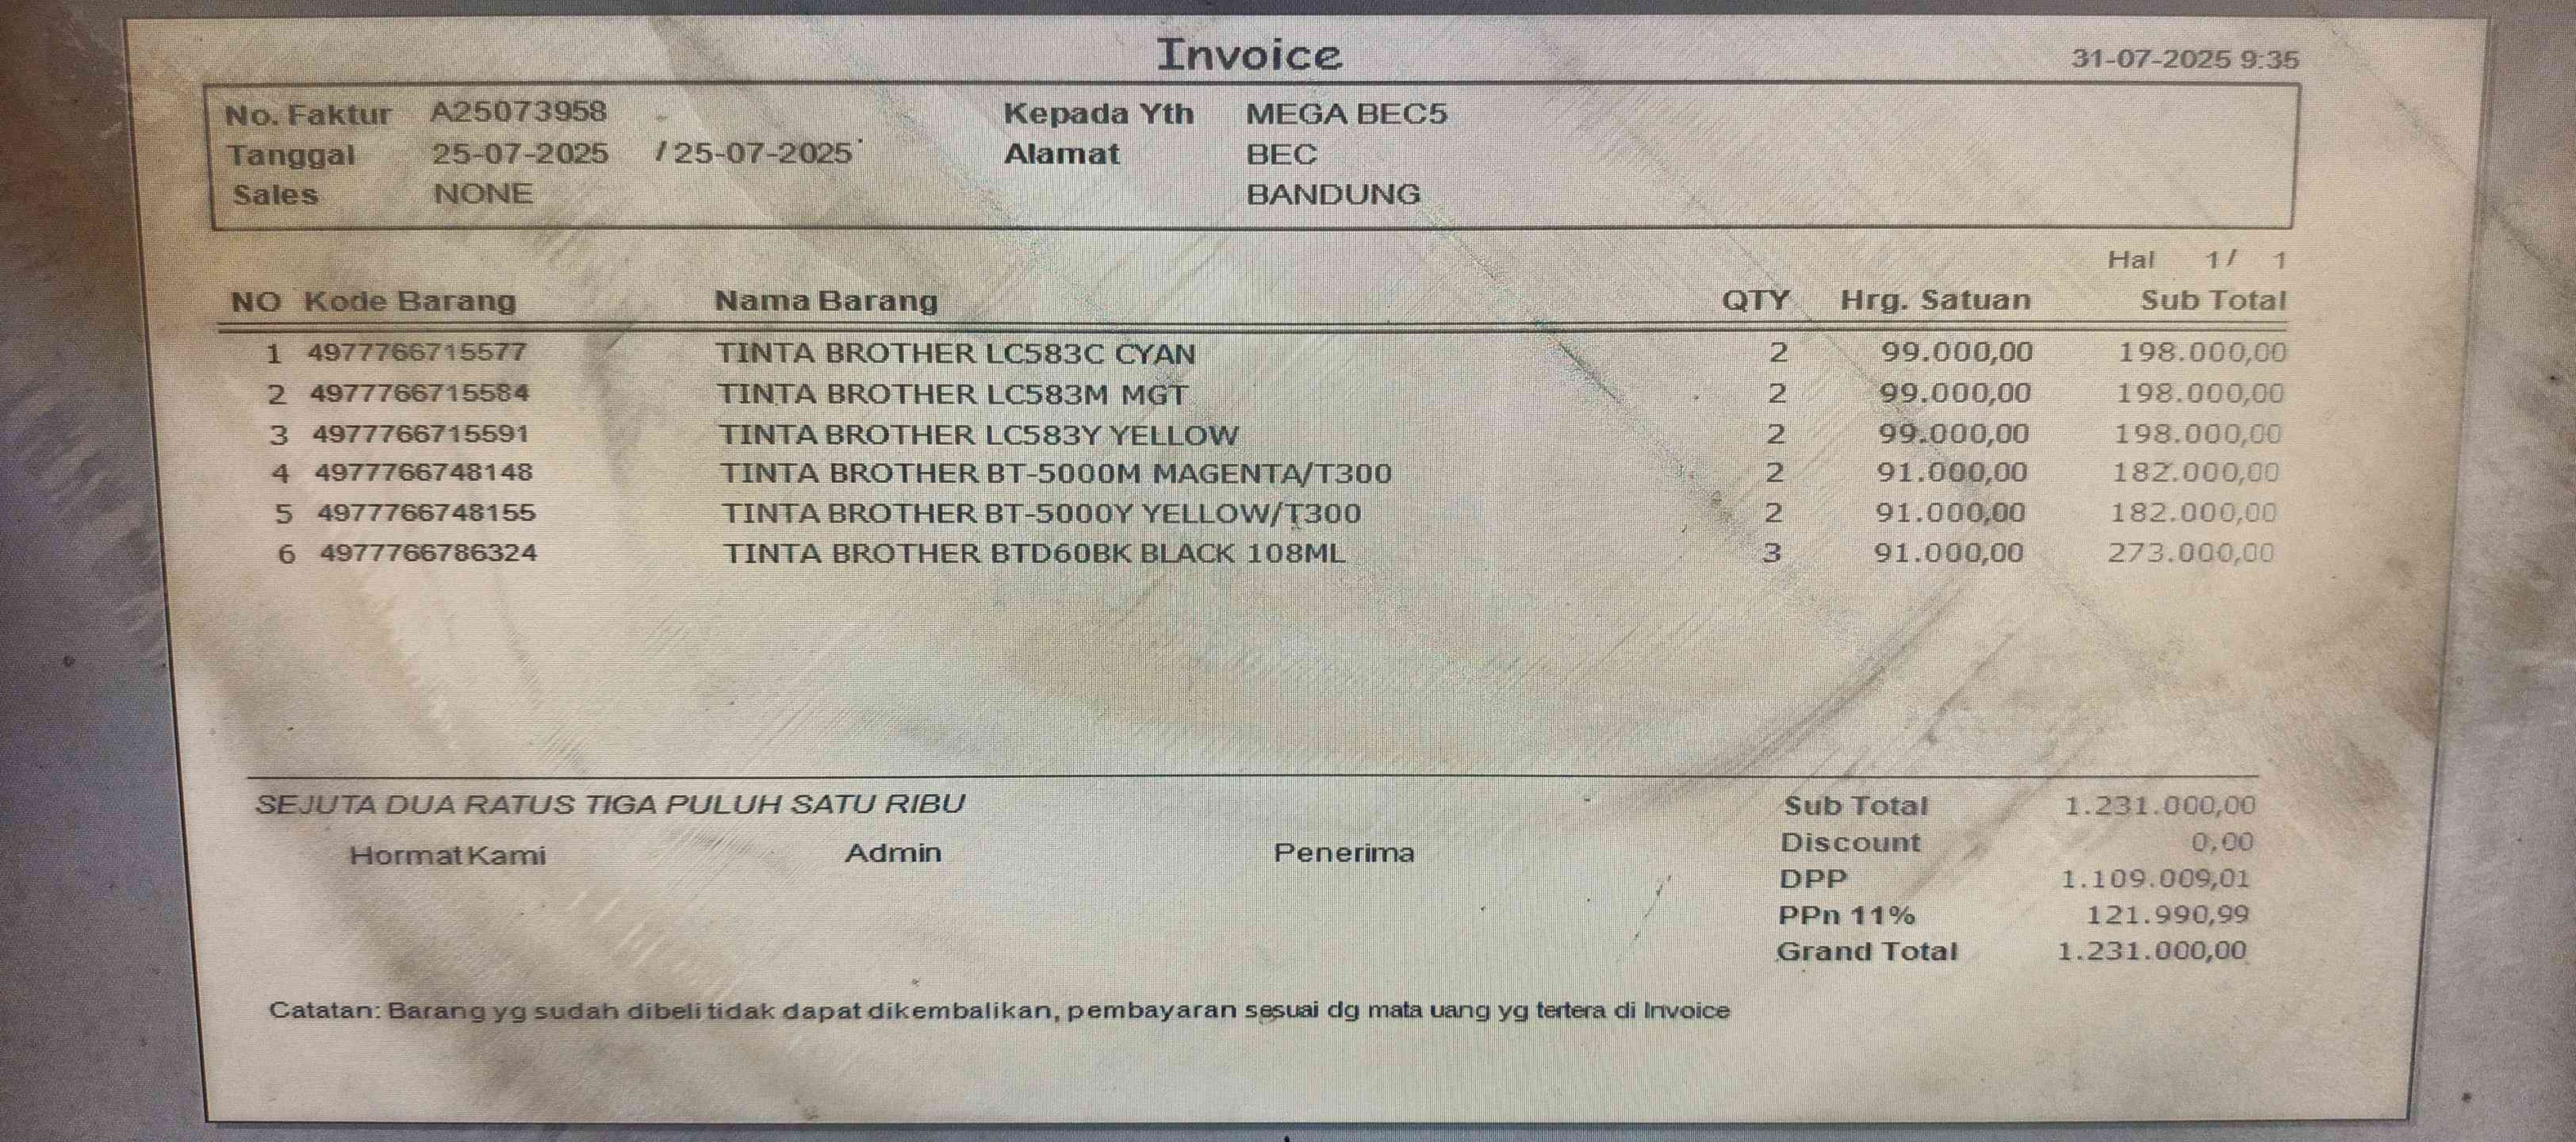 Invoice
31-07-2025 9:35
No. Faktur A25073958 Kepada Yth MEGA BEC5
Tanggal 25-07-2025 / 25-07-2025 Alamat BEC
Sales NONE BANDUNG
Hal 1 / 1
NO Kode Barang Nama Barang QTY Hrg. Satuan Sub Total
1 4977766715577 TINTA BROTHER LC583C CYAN 2 99.000,00 198.000,00
2 4977766715584 TINTA BROTHER LC583M MGT 2 99.000,00 198.000,00
3 4977766715591 TINTA BROTHER LC583Y YELLOW 2 99.000,00 198.000,00
4 4977766748148 TINTA BROTHER BT-5000M MAGENTA/T300 2 91.000,00 182.000,00
5 4977766748155 TINTA BROTHER BT-5000Y YELLOW/T300 2 91.000,00 182.000,00
6 4977766786324 TINTA BROTHER BTD60BK BLACK 108ML 3 91.000,00 273.000,00
SEJUTA DUA RATUS TIGA PULUH SATU RIBU Sub Total 1.231.000,00
Discount 0,00
Hormat Kami Admin Penerima
DPP 1.109.009,01
PPn 11% 121.990,99
Grand Total 1.231.000,00
Catatan: Barang yg sudah dibeli tidak dapat dikembalikan, pembayaran sesuai dg mata uang yg tertera di Invoice